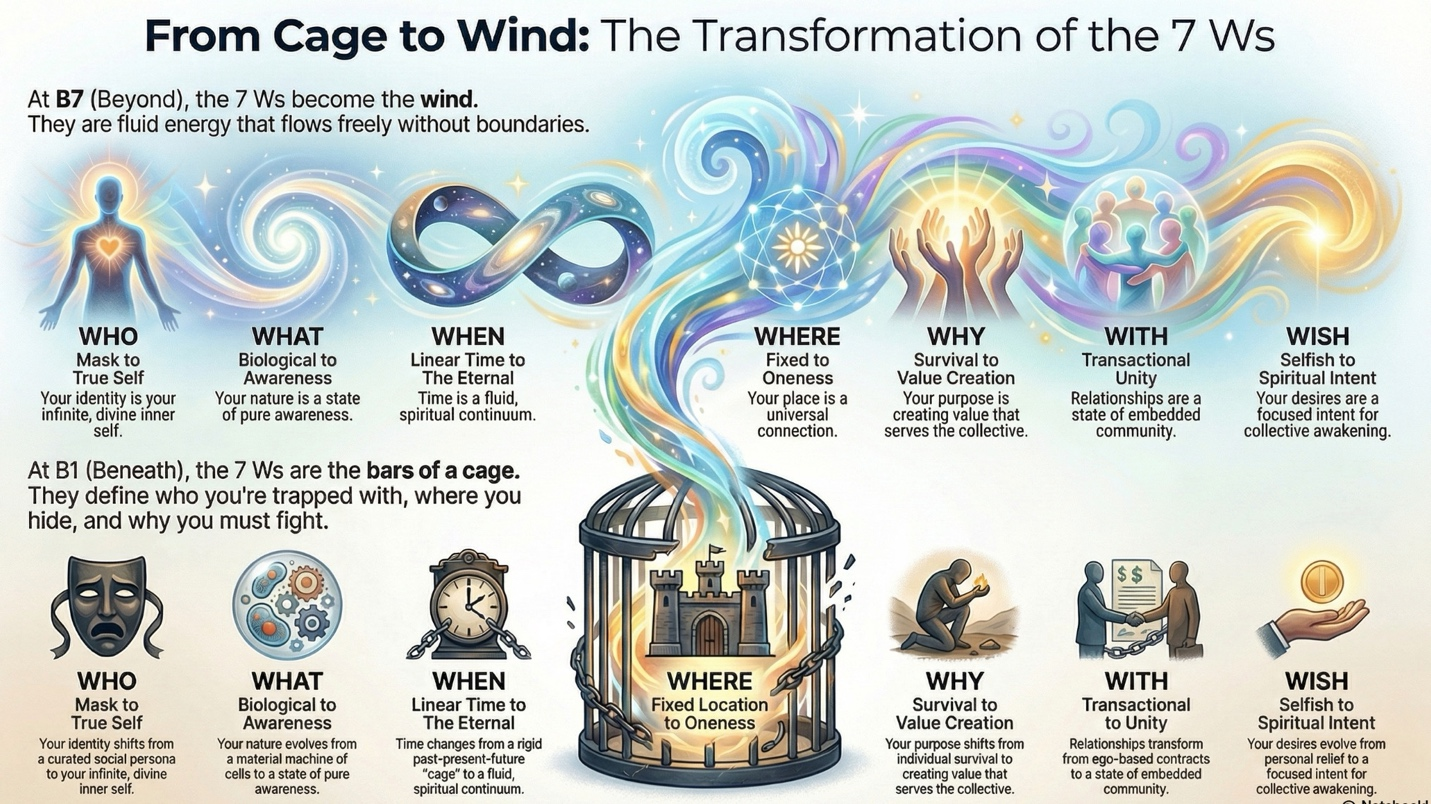 From Cage to Wind: The Transformation of the 7 Ws
At B7 (Beyond), the 7 Ws become the wind.
They are fluid energy that flows freely without boundaries.
WHO
Mask to
True Self
Your identity is your
infinite, divine inner
self.
WHAT
Biological to
Awareness
Your nature is a state
of pure awareness.
WHEN
Linear Time to
The Eternal
Time is a fluid,
spiritual continuum.
WHERE
Fixed to
Oneness
Your place is a
universal
connection.
WHY
Survival to
Value Creation
Your purpose is
creating value that
serves the collective.
WITH
Transactional
Unity
Relationships are a
state of embedded
community.
WISH
Selfish to
Spiritual Intent
Your desires are a
focused intent for
collective awakening.
At B1 (Beneath), the 7 Ws are the bars of a cage.
They define who you're trapped with, where you
hide, and why you must fight.
WHO
Mask to
True Self
Your identity shifts from
a curated social persona
to your infinite, divine
inner self.
WHAT
Biological to
Awareness
Your nature evolves from
a material machine of
cells to a state of pure
awareness.
WHEN
Linear Time to
The Eternal
Time changes from a rigid
past-present-future
"cage" to a fluid,
spiritual continuum.
WHERE
Fixed Location
to Oneness
WHY
Survival to
Value Creation
Your purpose shifts from
individual survival to
creating value that
serves the collective.
$$
WITH
Transactional
to Unity
Relationships transform
from ego-based contracts
to a state of embedded
community.
WISH
Selfish to
Spiritual Intent
Your desires evolve from
personal relief to a
focused intent for
collective awakening.